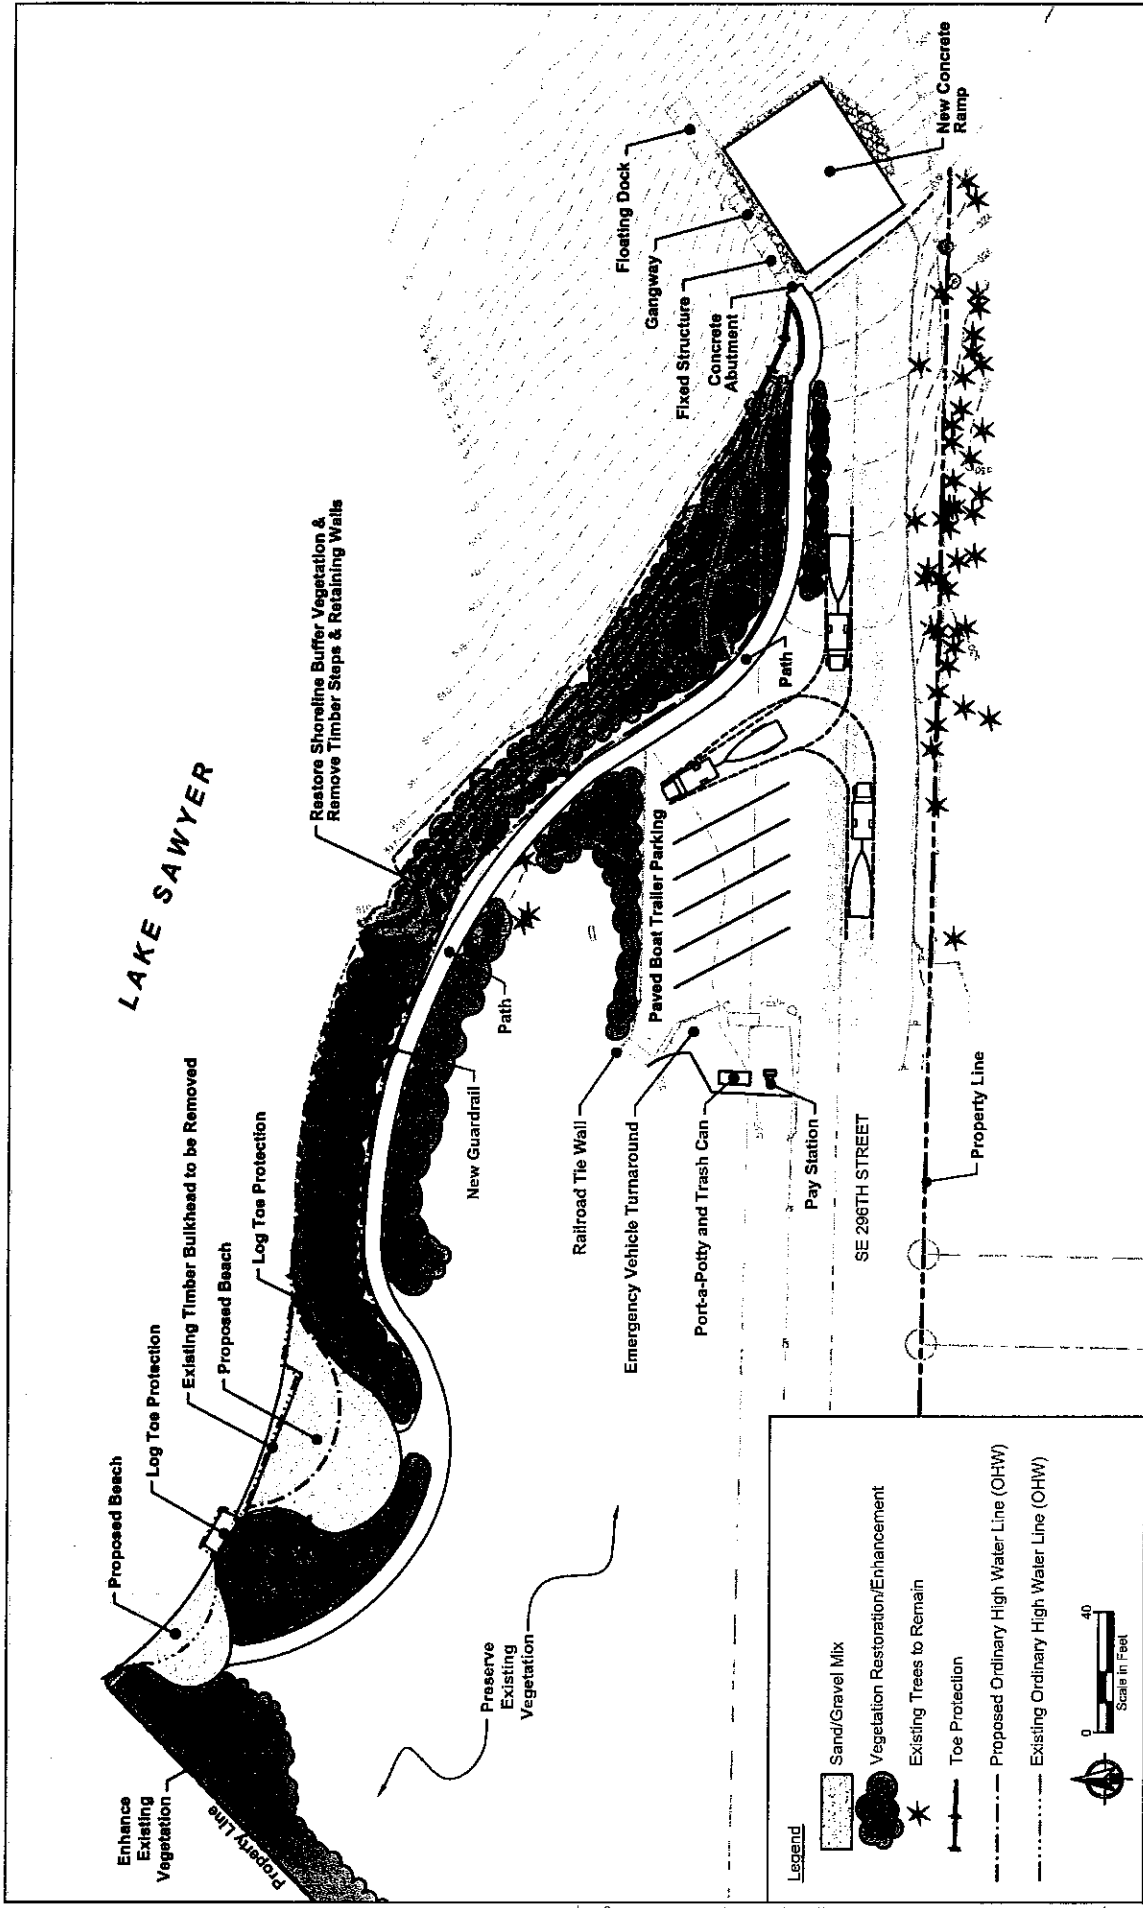 LAKE SAWYER
Proposed Beach
Log Toe Protection
Existing Timber Bulkhead to be Removed
Proposed Beach
Log Toe Protection
Restore Shoreline Buffer Vegetation &
Remove Timber Steps & Retaining Walls
Floating Dock
Gangway
Fixed Structure
Concrete
Abutment
New Concrete
Ramp
Enhance
Existing
Vegetation
Property Line
Preserve
Existing
Vegetation
New Guardrail
Path
Path
Railroad Tie Wall
Paved Boat Trailer Parking
Emergency Vehicle Turnaround
Port-a-Potty and Trash Can
Pay Station
SE 296TH STREET
Property Line
Legend
Sand/Gravel Mix
Vegetation Restoration/Enhancement
Existing Trees to Remain
Toe Protection
Proposed Ordinary High Water Line (OHW)
Existing Ordinary High Water Line (OHW)
0 40
Scale in Feet